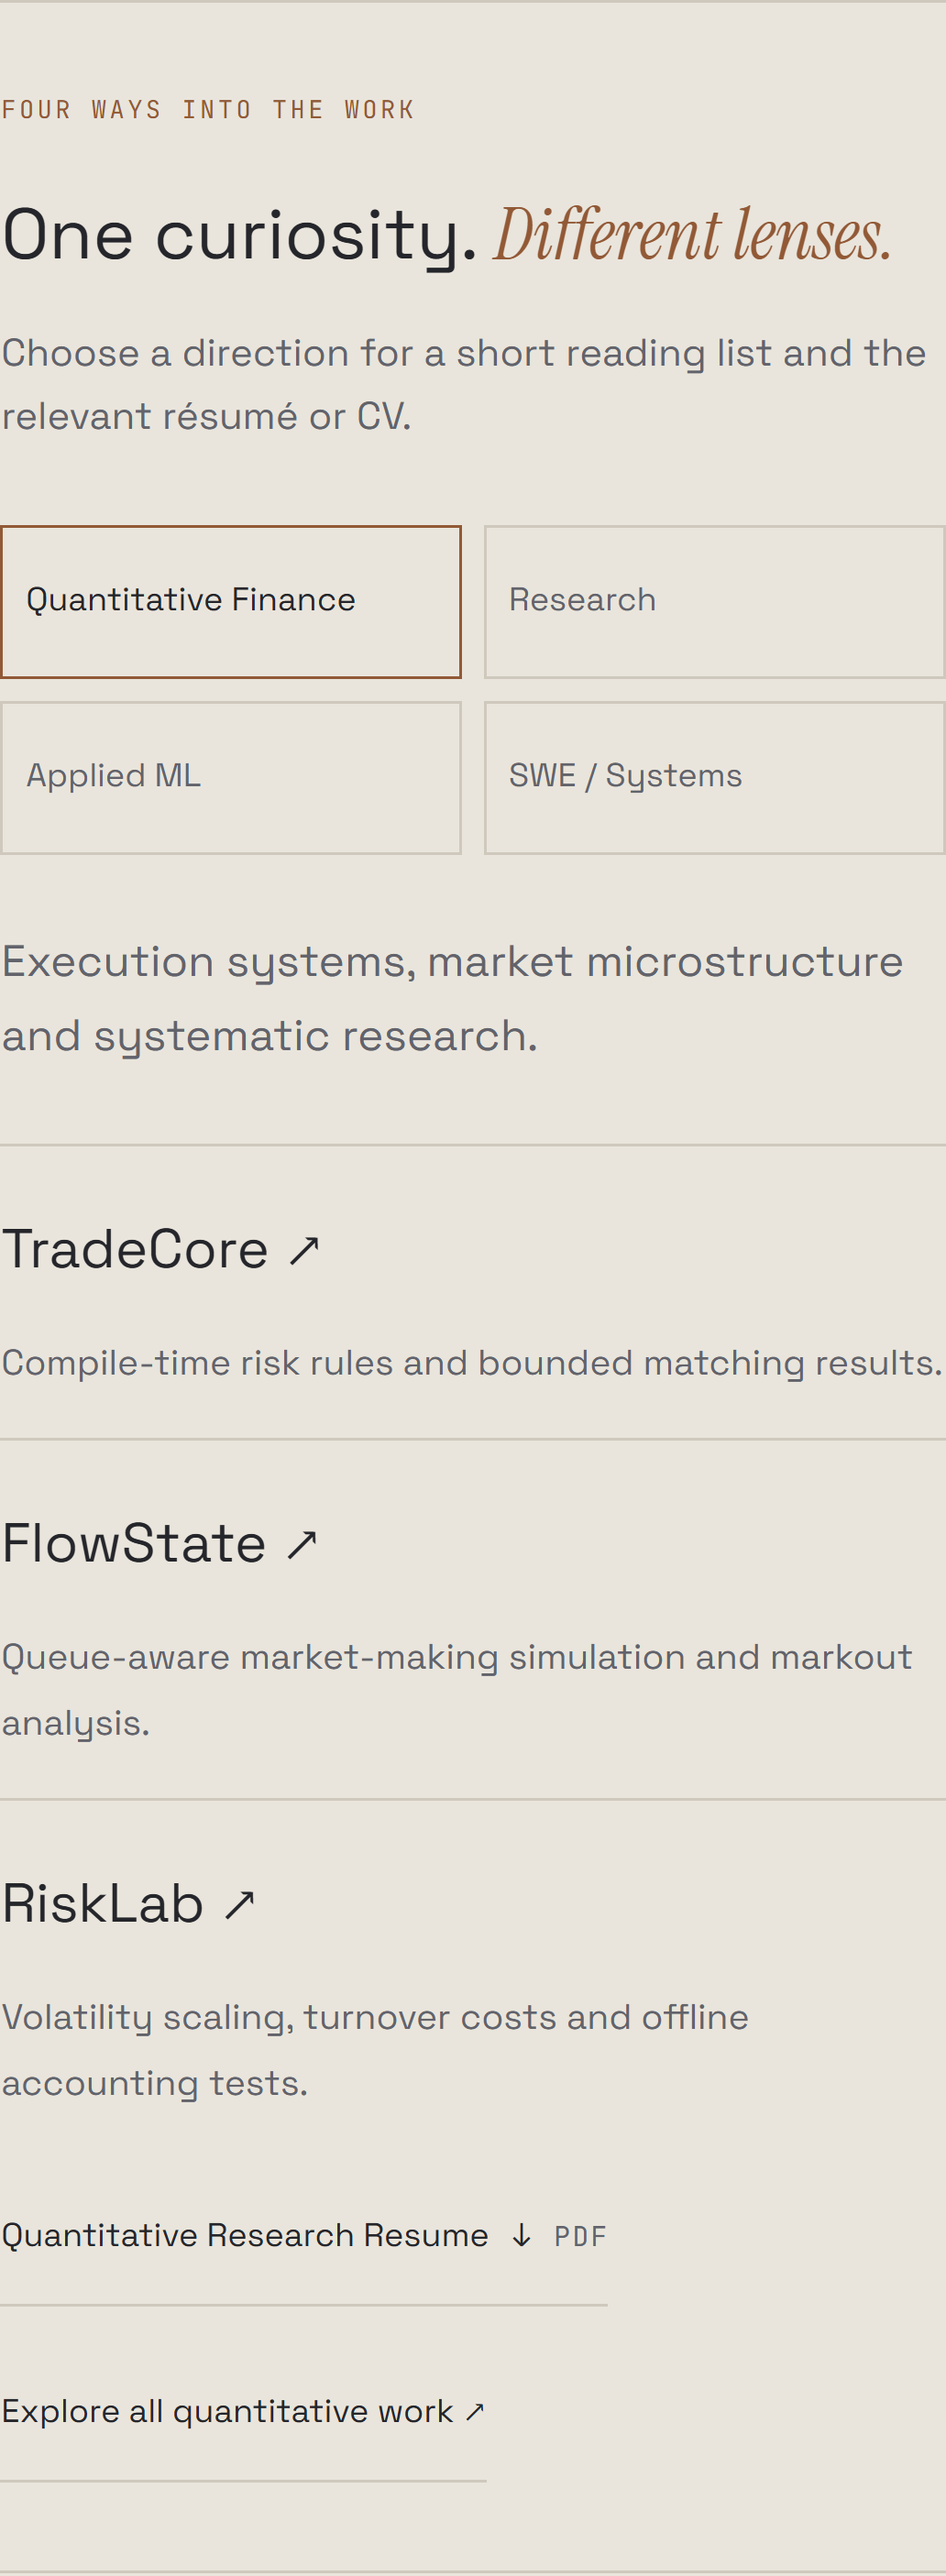 FOUR WAYS INTO THE WORK
One curiosity. Different lenses.
Choose a direction for a short reading list and the
relevant résumé or CV.
Quantitative Finance
Research
Applied ML
SWE / Systems
Execution systems, market microstructure
and systematic research.
TradeCore ↗
Compile-time risk rules and bounded matching results.
FlowState ↗
Queue-aware market-making simulation and markout
analysis.
RiskLab ↗
Volatility scaling, turnover costs and offline
accounting tests.
Quantitative Research Resume ↓ PDF
Explore all quantitative work ↗